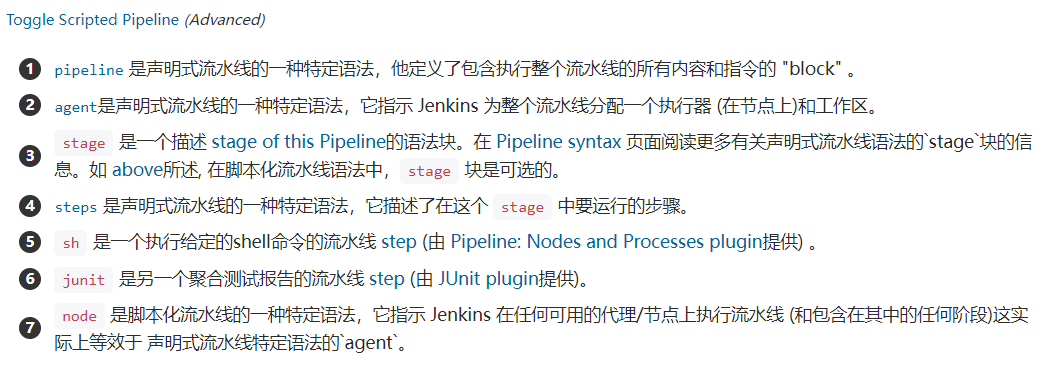 Toggle Scripted Pipeline (Advanced)
1 pipeline 是声明式流水线的一种特定语法，他定义了包含执行整个流水线的所有内容和指令的 "block" 。
2 agent是声明式流水线的一种特定语法，它指示 Jenkins 为整个流水线分配一个执行器 (在节点上)和工作区。
3 stage 是一个描述 stage of this Pipeline的语法块。在 Pipeline syntax 页面阅读更多有关声明式流水线语法的`stage`块的信
息。如 above所述, 在脚本化流水线语法中， stage 块是可选的。
4 steps 是声明式流水线的一种特定语法，它描述了在这个 stage 中要运行的步骤。
5 sh 是一个执行给定的shell命令的流水线 step (由 Pipeline: Nodes and Processes plugin提供) 。
6 junit 是另一个聚合测试报告的流水线 step (由 JUnit plugin提供)。
7 node 是脚本化流水线的一种特定语法，它指示 Jenkins 在任何可用的代理/节点上执行流水线 (和包含在其中的任何阶段)这实
际上等效于 声明式流水线特定语法的`agent`。